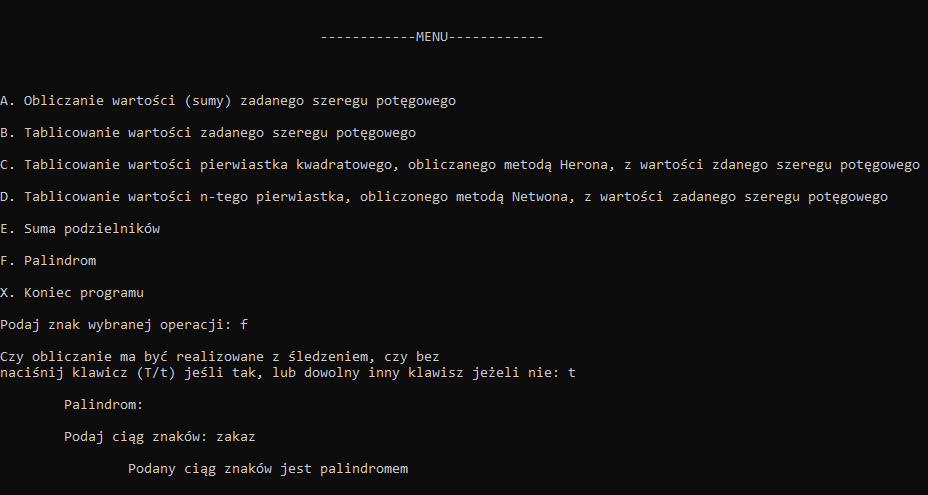 ------------MENU------------
A. Obliczanie wartości (sumy) zadanego szeregu potęgowego
B. Tablicowanie wartości zadanego szeregu potęgowego
C. Tablicowanie wartości pierwiastka kwadratowego, obliczanego metodą Herona, z wartości zdanego szeregu potęgowego
D. Tablicowanie wartości n-tego pierwiastka, obliczonego metodą Netwona, z wartości zadanego szeregu potęgowego
E. Suma podzielników
F. Palindrom
X. Koniec programu
Podaj znak wybranej operacji: f
Czy obliczanie ma być realizowane z śledzeniem, czy bez
naciśnij klawicz (T/t) jeśli tak, lub dowolny inny klawisz jeżeli nie: t
Palindrom:
Podaj ciąg znaków: zakaz
Podany ciąg znaków jest palindromem